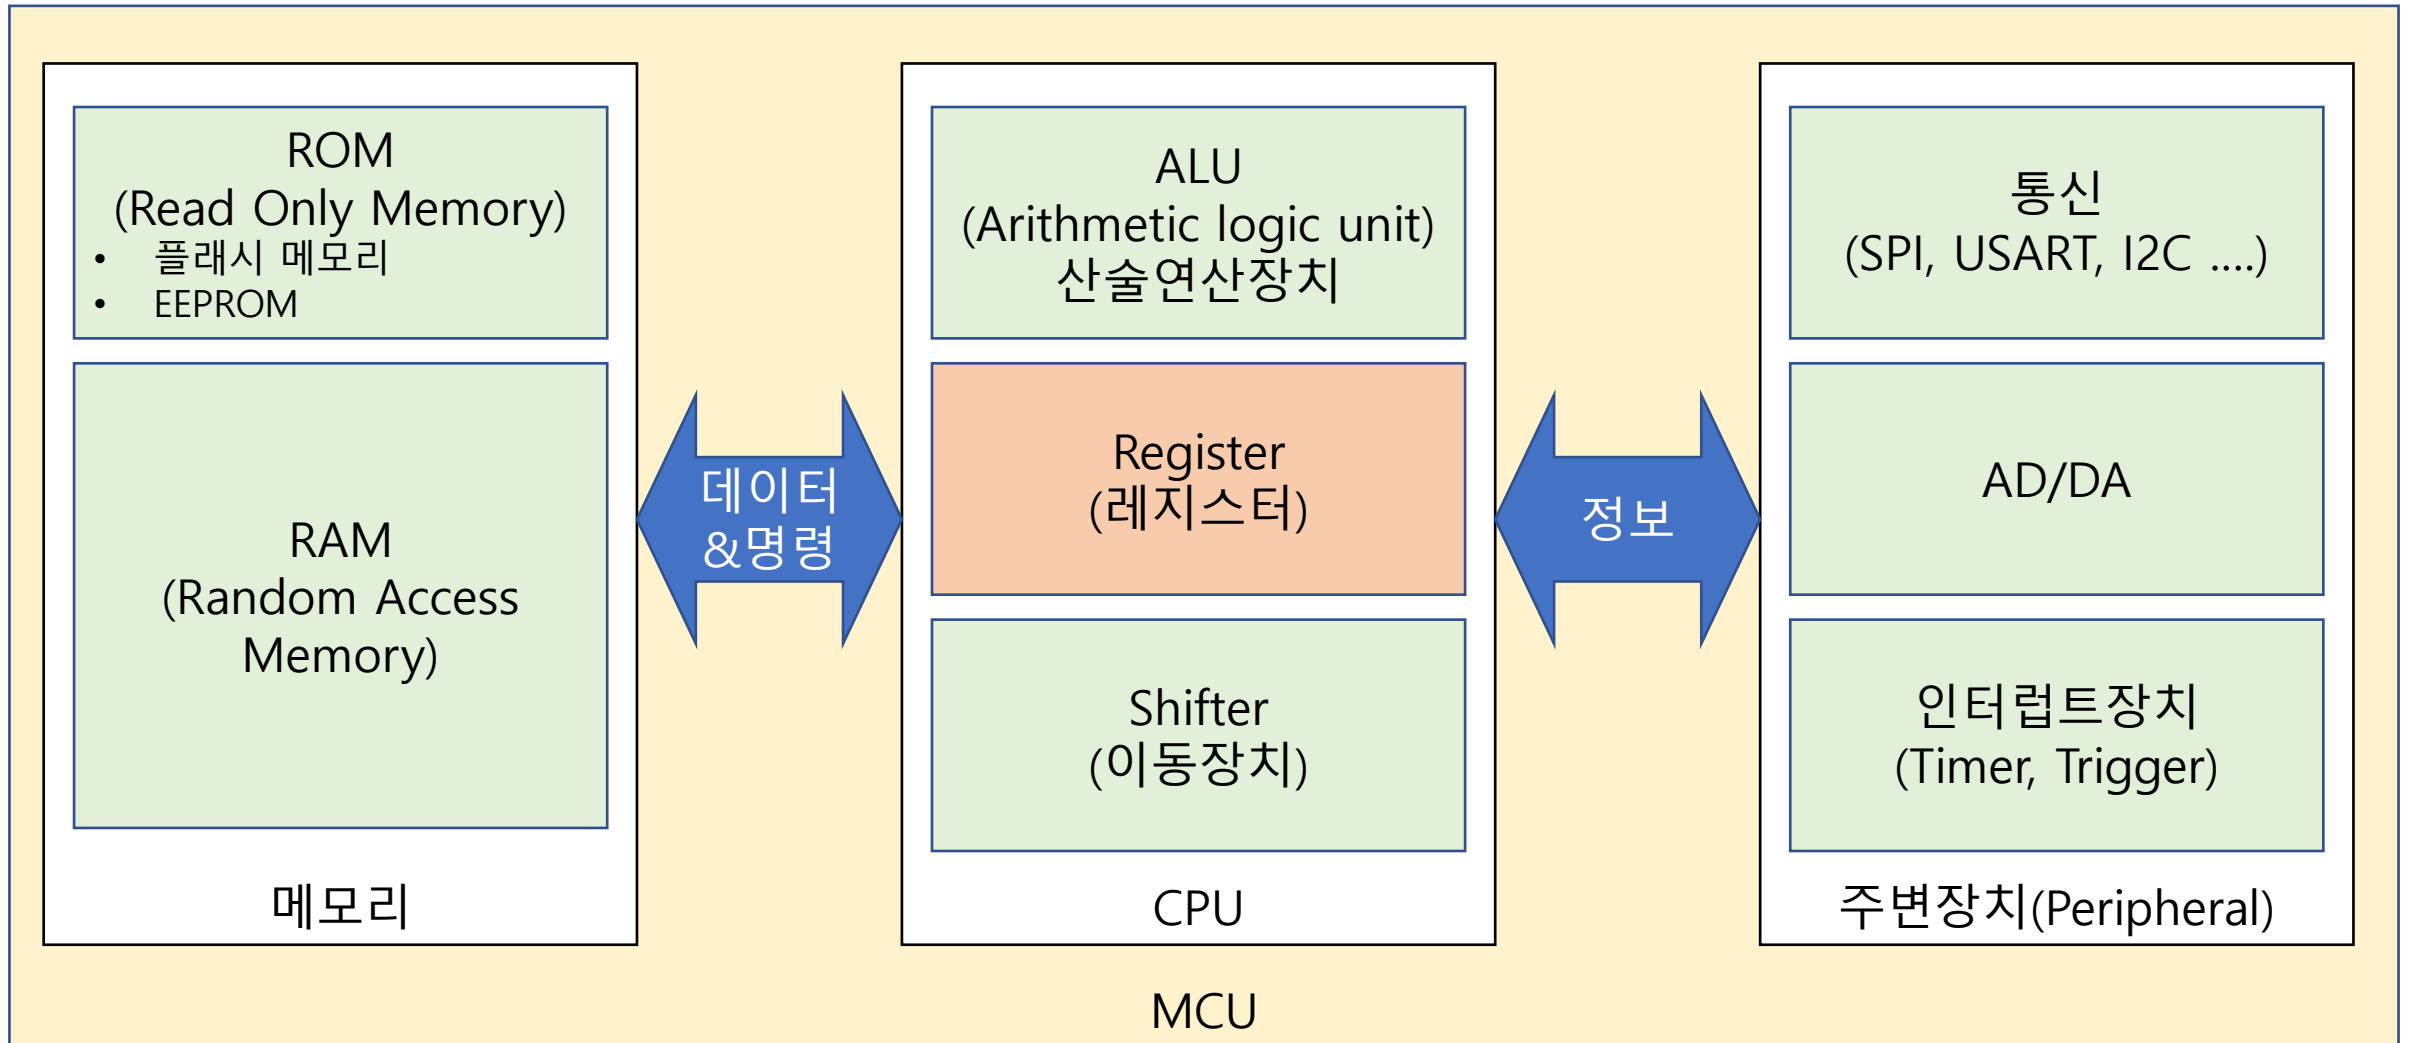 ROM
(Read Only Memory)
• 플래시 메모리
• EEPROM
RAM
(Random Access
Memory)
메모리
데이터
&명령
ALU
(Arithmetic logic unit)
산술연산장치
Register
(레지스터)
Shifter
(이동장치)
CPU
정보
통신
(SPI, USART, I2C ....)
AD/DA
인터럽트장치
(Timer, Trigger)
주변장치(Peripheral)
MCU